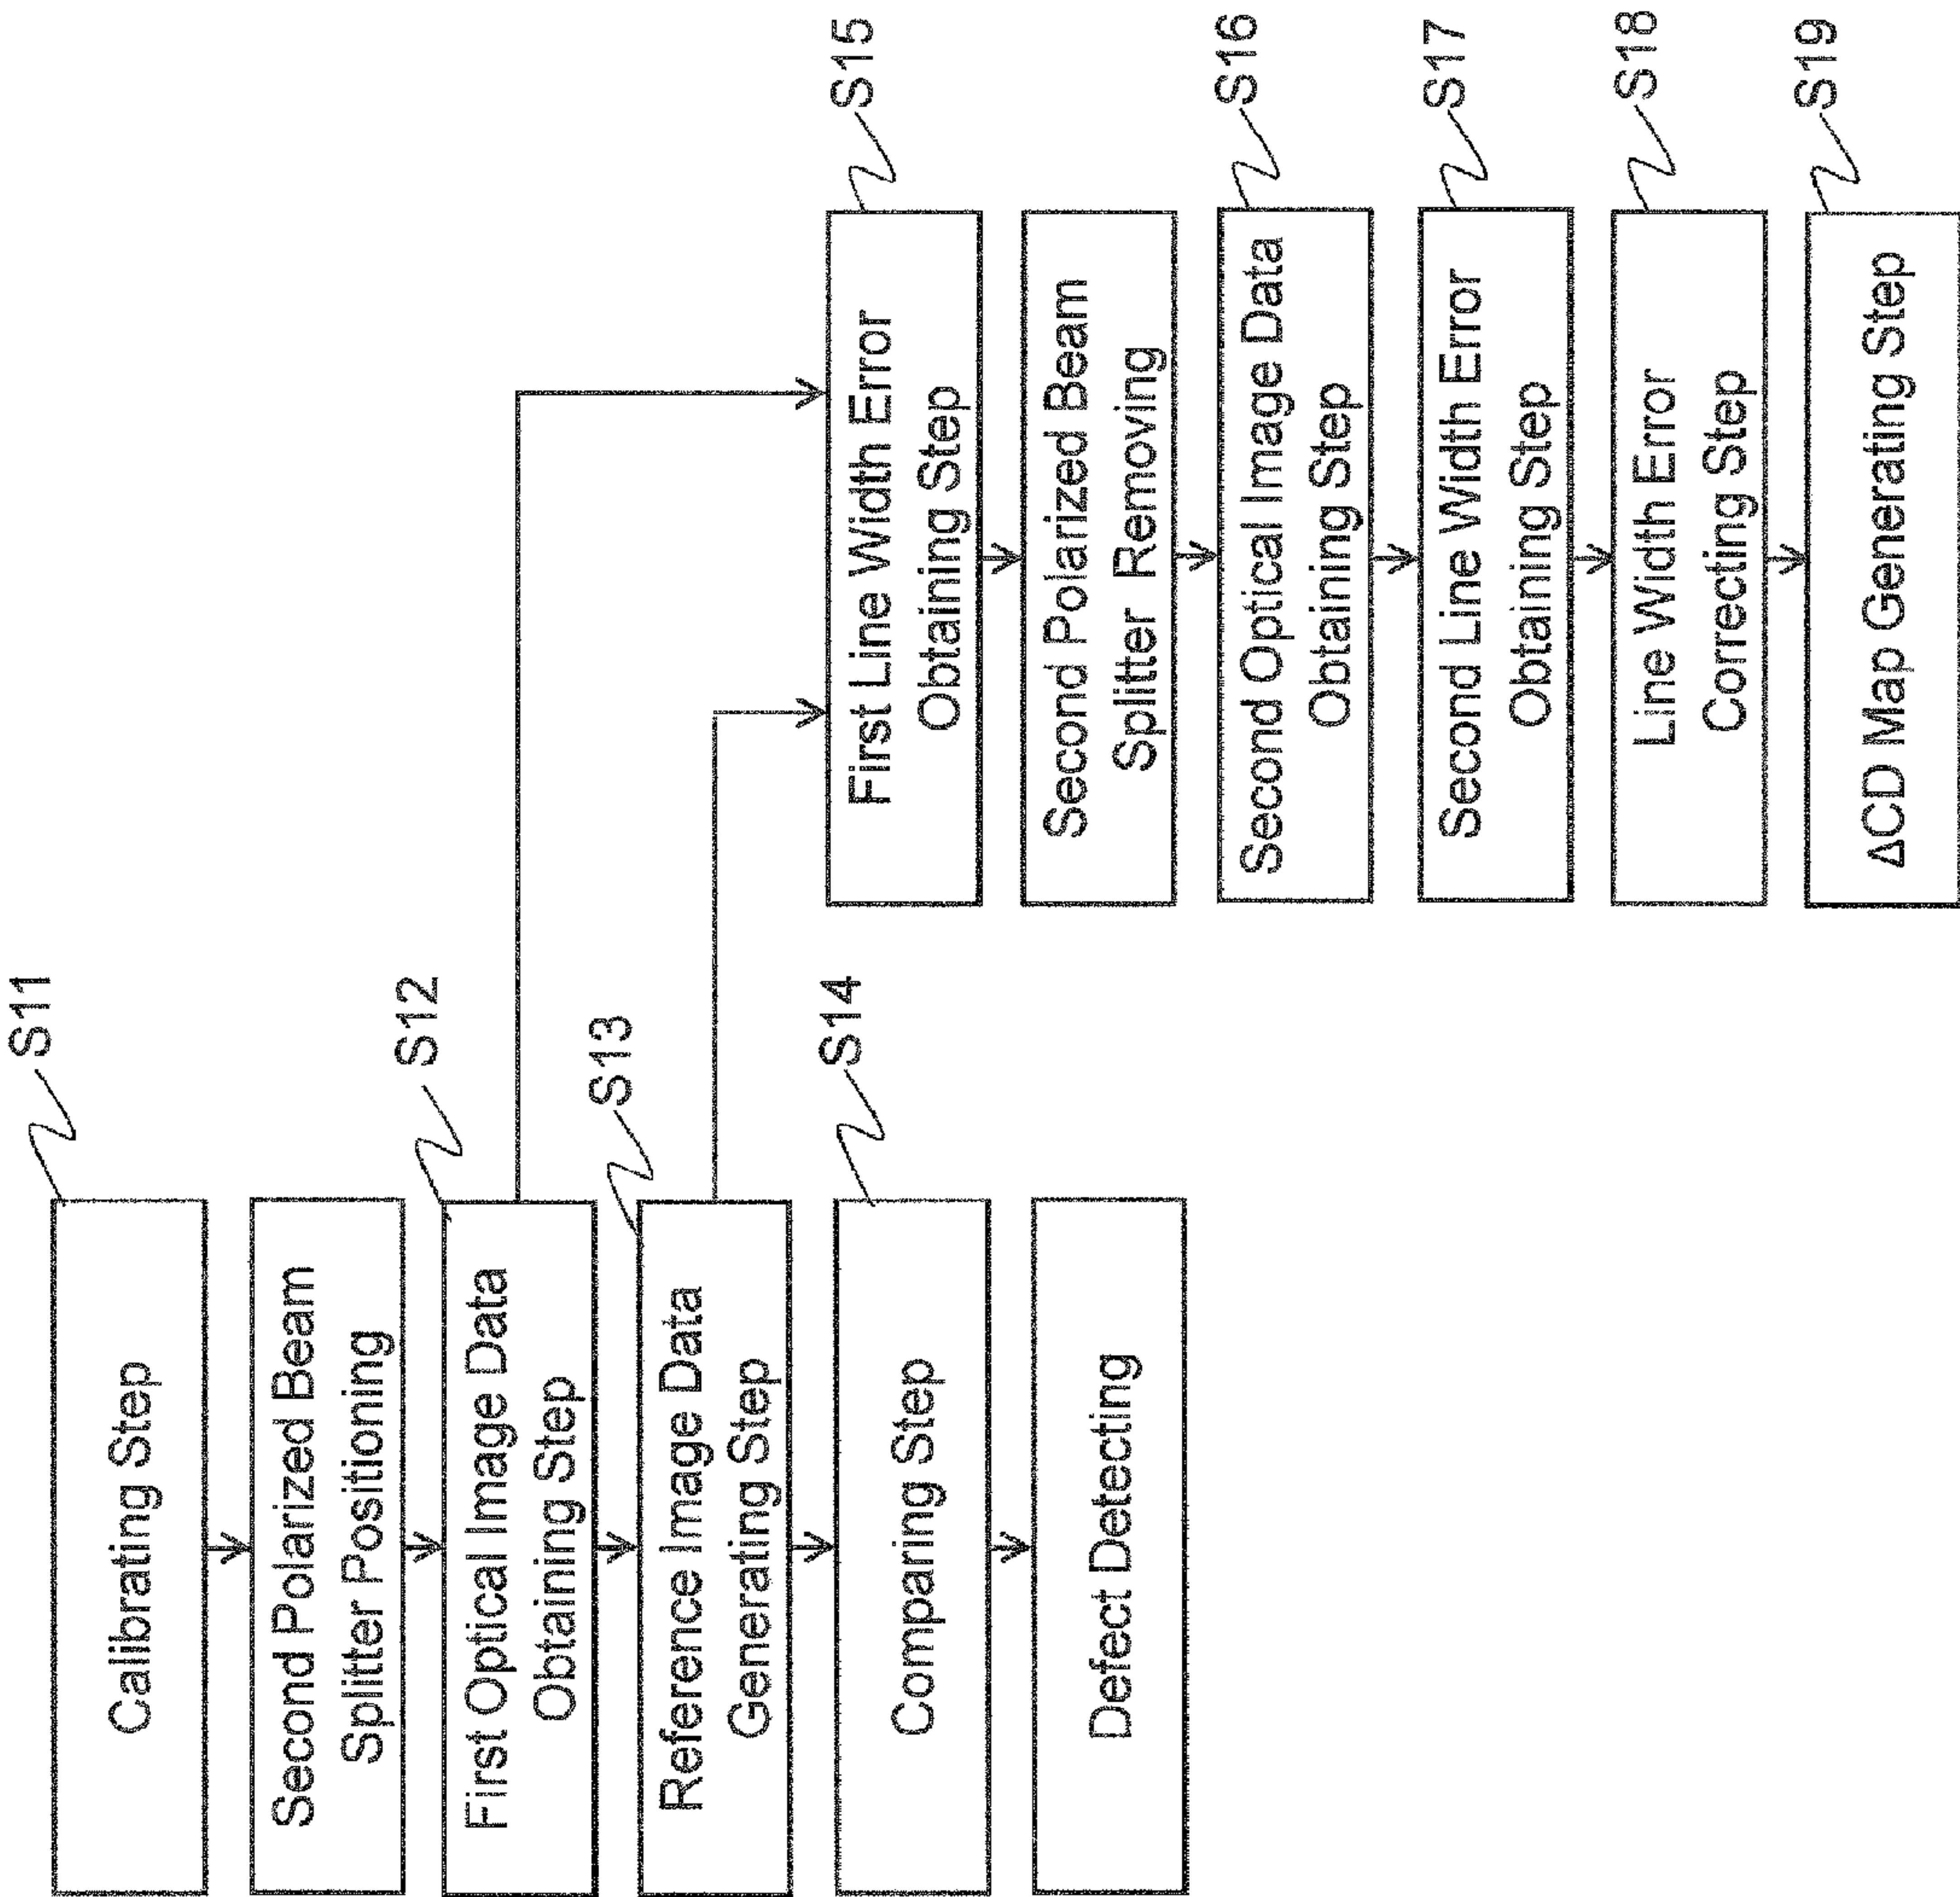 S11
Calibrating Step
Second Polarized Beam
Splitter Positioning
S12
First Optical Image Data
Obtaining Step
S13
Reference Image Data
Generating Step
S14
Comparing Step
Defect Detecting
S15
First Line Width Error
Obtaining Step
Second Polarized Beam
Splitter Removing
S16
Second Optical Image Data
Obtaining Step
S17
Second Line Width Error
Obtaining Step
S18
Line Width Error
Correcting Step
S19
ΔCD Map Generating Step